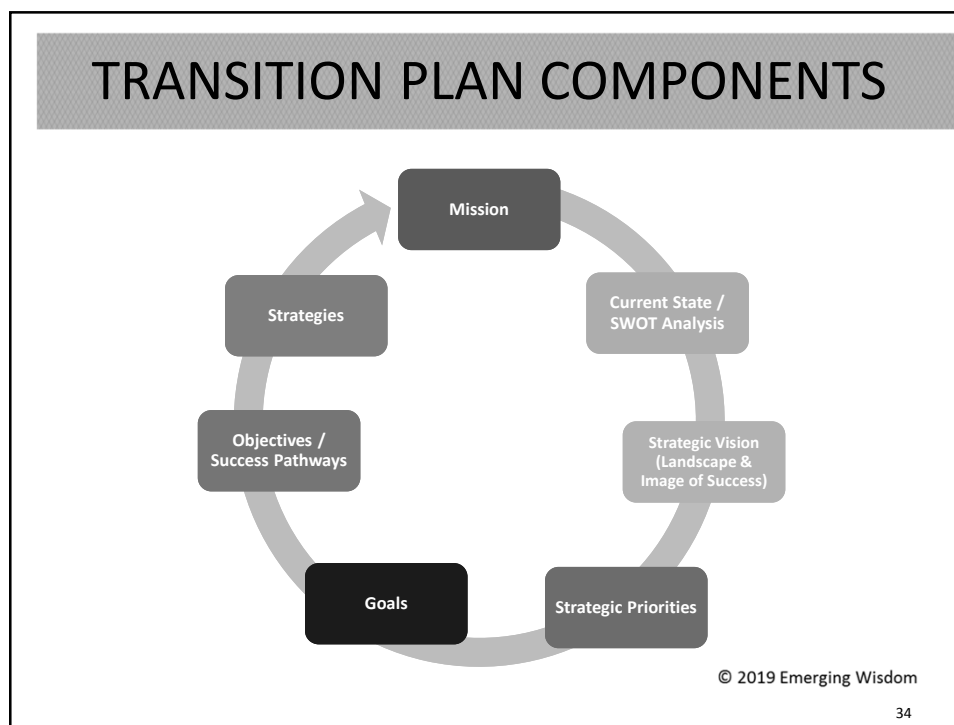 TRANSITION PLAN COMPONENTS
Mission
Current State /
SWOT Analysis
Strategic Vision
(Landscape &
Image of Success)
Strategic Priorities
Goals
Objectives /
Success Pathways
Strategies
© 2019 Emerging Wisdom
34